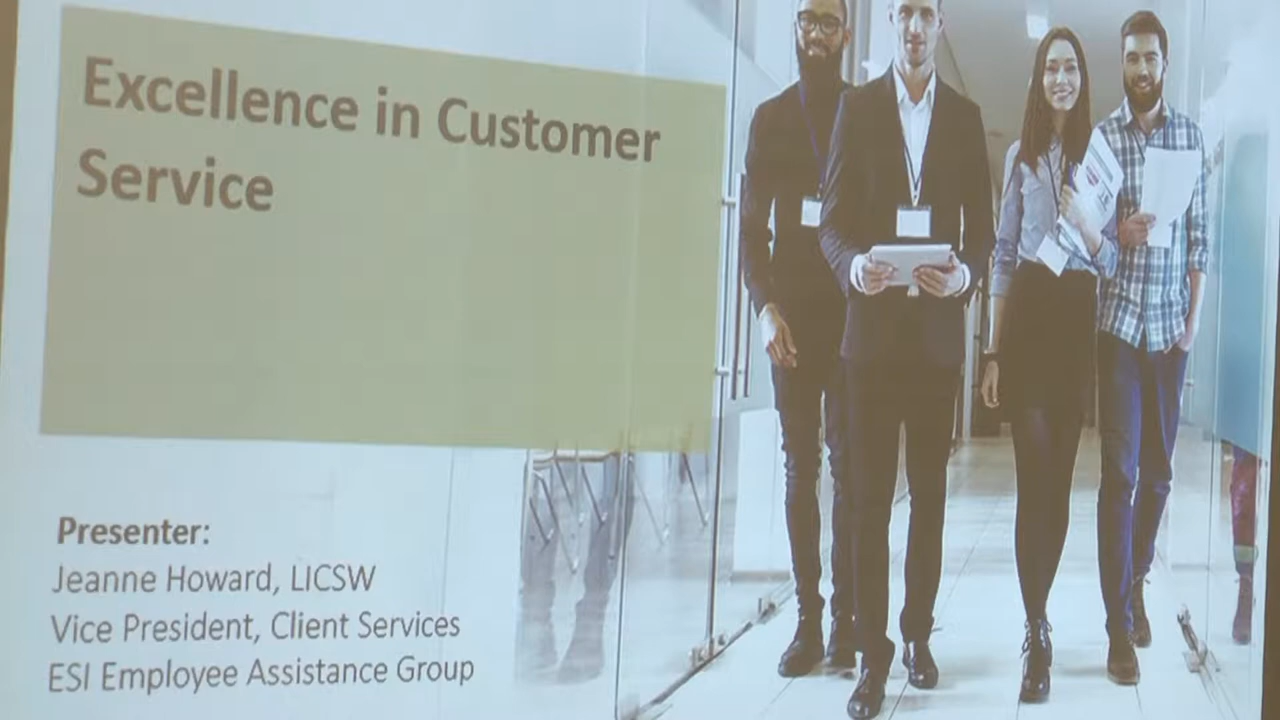 Excellence in Customer
Service
Presenter:
Jeanne Howard, LICSW
Vice President, Client Services
ESI Employee Assistance Group